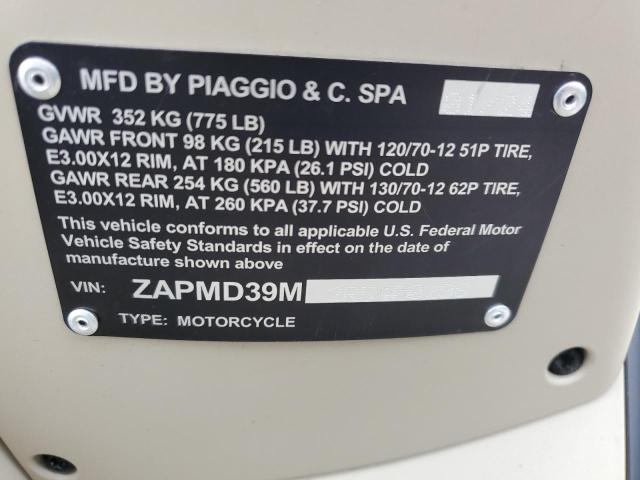 MFD BY PIAGGIO & C. SPA
GVWR 352 KG (775 LB)
GAWR FRONT 98 KG (215 LB) WITH 120/70-12 51P TIRE,
E3.00X12 RIM, AT 180 KPA (26.1 PSI) COLD
GAWR REAR 254 KG (560 LB) WITH 130/70-12 62P TIRE,
E3.00X12 RIM, AT 260 KPA (37.7 PSI) COLD
This vehicle conforms to all applicable U.S. Federal Motor
Vehicle Safety Standards in effect on the date of
manufacture shown above
VIN: ZAPMD39M
TYPE: MOTORCYCLE